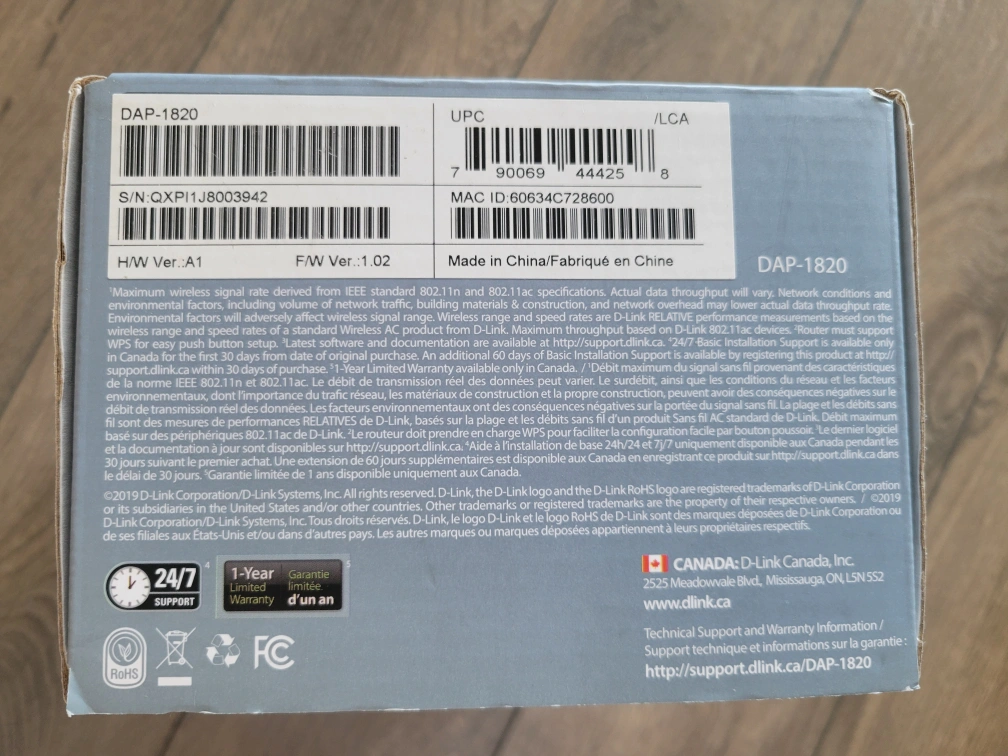 DAP-1820
UPC /LCA
7 90069 44425 8
S/N:QXPI1J8003942
MAC ID:60634C728600
H/W Ver.:A1 F/W Ver.:1.02
Made in China/Fabriqué en Chine
DAP-1820
¹Maximum wireless signal rate derived from IEEE standard 802.11n and 802.11ac specifications. Actual data throughput will vary. Network conditions and
environmental factors, including volume of network traffic, building materials & construction, and network overhead may lower actual data throughput rate.
Environmental factors will adversely affect wireless signal range. Wireless range and speed rates are D-Link RELATIVE performance measurements based on the
wireless range and speed rates of a standard Wireless AC product from D-Link. Maximum throughput based on D-Link 802.11ac devices. ²Router must support
WPS for easy push button setup. ³Latest software and documentation are available at http://support.dlink.ca. ⁴24/7 Basic Installation Support is available only
in Canada for the first 30 days from date of original purchase. An additional 60 days of Basic Installation Support is available by registering this product at http://
support.dlink.ca within 30 days of purchase. ⁵1-Year Limited Warranty available only in Canada. / ¹Débit maximum du signal sans fil provenant des caractéristiques
de la norme IEEE 802.11n et 802.11ac. Le débit de transmission réel des données peut varier. Le surdébit, ainsi que les conditions du réseau et les facteurs
environnementaux, dont l'importance du trafic réseau, les matériaux de construction et la propre construction, peuvent avoir des conséquences négatives sur le
débit de transmission réel des données. Les facteurs environnementaux ont des conséquences négatives sur la portée du signal sans fil. La plage et les débits sans
fil sont des mesures de performances RELATIVES de D-Link, basés sur la plage et les débits sans fil d'un produit Sans fil AC standard de D-Link. Débit maximum
basé sur des périphériques 802.11ac de D-Link. ²Le routeur doit prendre en charge WPS pour faciliter la configuration facile par bouton poussoir. ³Le dernier logiciel
et la documentation à jour sont disponibles sur http://support.dlink.ca. ⁴Aide à l'installation de base 24h/24 et 7j/7 uniquement disponible aux Canada pendant les
30 jours suivant le premier achat. Une extension de 60 jours supplémentaires est disponible aux Canada en enregistrant ce produit sur http://support.dlink.ca dans
le délai de 30 jours. ⁵Garantie limitée de 1 ans disponible uniquement aux Canada.
©2019 D-Link Corporation/D-Link Systems, Inc. All rights reserved. D-Link, the D-Link logo and the D-Link RoHS logo are registered trademarks of D-Link Corporation
or its subsidiaries in the United States and/or other countries. Other trademarks or registered trademarks are the property of their respective owners. / ©2019
D-Link Corporation/D-Link Systems, Inc. Tous droits réservés. D-Link, le logo D-Link et le logo RoHS de D-Link sont des marques déposées de D-Link Corporation ou
de ses filiales aux États-Unis et/ou dans d'autres pays. Les autres marques ou marques déposées appartiennent à leurs propriétaires respectifs.
24/7 4
SUPPORT
1-Year Garantie 5
Limited limitée
Warranty d'un an
RoHS
FC
CANADA: D-Link Canada, Inc.
2525 Meadowvale Blvd., Mississauga, ON, L5N 5S2
www.dlink.ca
Technical Support and Warranty Information /
Support technique et informations sur la garantie :
http://support.dlink.ca/DAP-1820